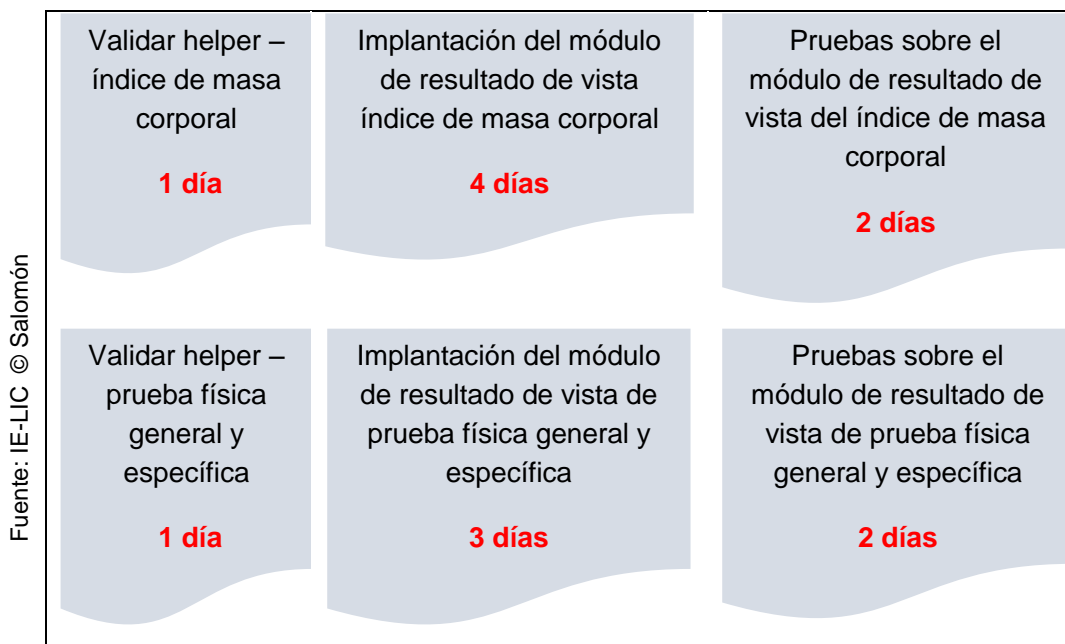 Validar helper –
índice de masa
corporal
1 día
Implantación del módulo
de resultado de vista
índice de masa corporal
4 días
Pruebas sobre el
módulo de resultado de
vista del índice de masa
corporal
2 días
Validar helper –
prueba física
general y
específica
1 día
Implantación del módulo
de resultado de vista de
prueba física general y
específica
3 días
Pruebas sobre el
módulo de resultado de
vista de prueba física
general y específica
2 días
Fuente: IE-LIC © Salomón